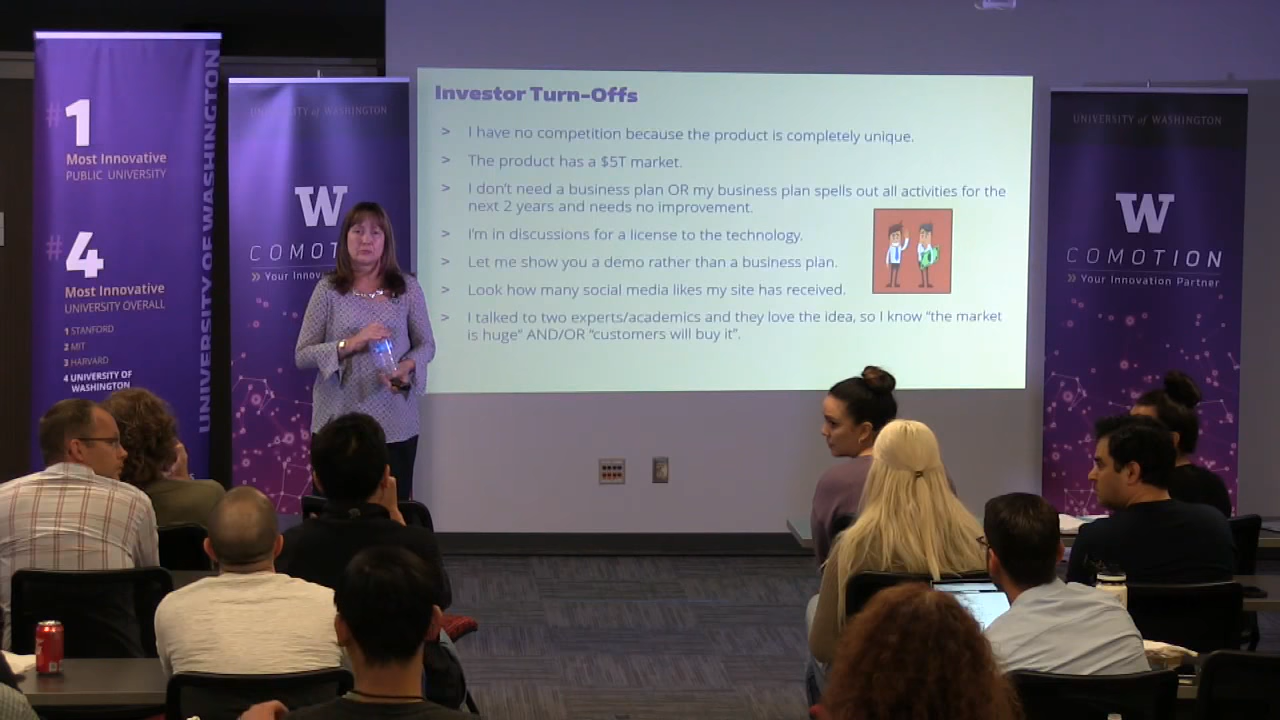 #1
Most Innovative
PUBLIC UNIVERSITY
#4
Most Innovative
UNIVERSITY OVERALL
1 STANFORD
2 MIT
3 HARVARD
4 UNIVERSITY OF
WASHINGTON
UNIVERSITY OF WASHINGTON
UNIVERSITY of WASHINGTON
W
COMOT
» Your Innova
Investor Turn-Offs
> I have no competition because the product is completely unique.
> The product has a $5T market.
> I don't need a business plan OR my business plan spells out all activities for the
next 2 years and needs no improvement.
> I'm in discussions for a license to the technology.
> Let me show you a demo rather than a business plan.
> Look how many social media likes my site has received.
> I talked to two experts/academics and they love the idea, so I know "the market
is huge" AND/OR "customers will buy it".
UNIVERSITY of WASHINGTON
W
COMOTION
» Your Innovation Partner